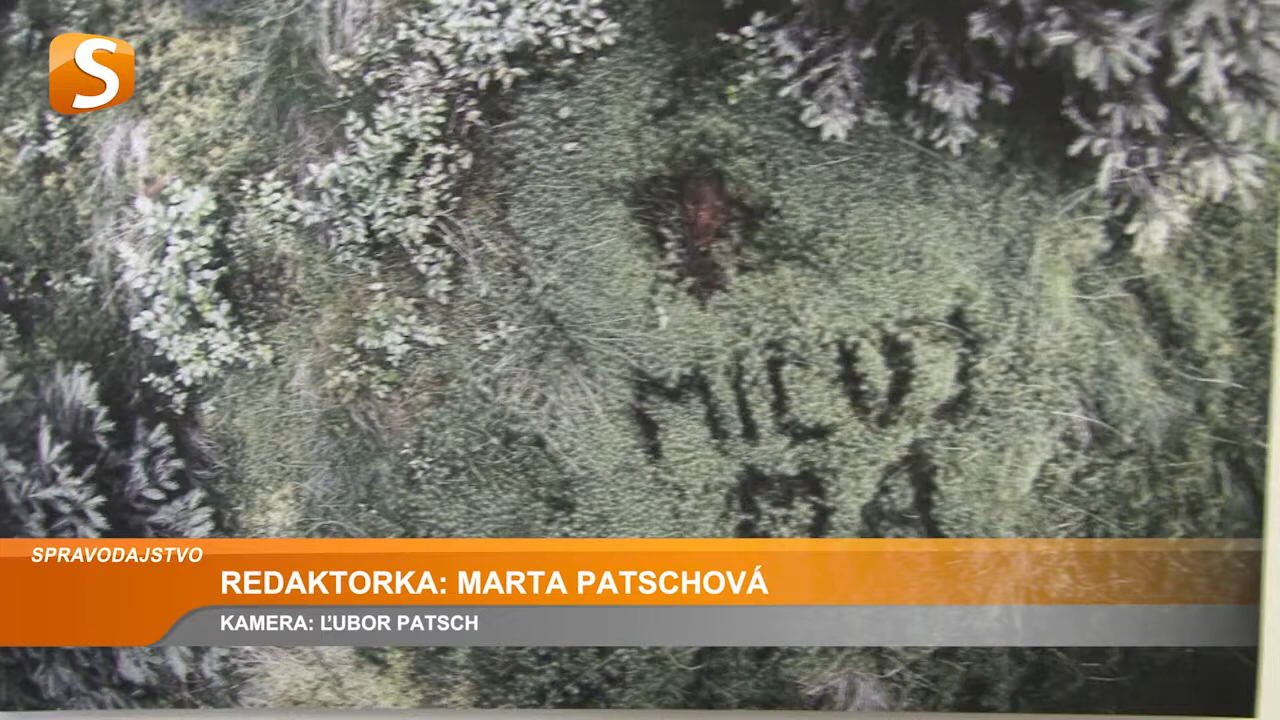 S
SPRAVODAJSTVO
REDAKTORKA: MARTA PATSCHOVÁ
KAMERA: ĽUBOR PATSCH